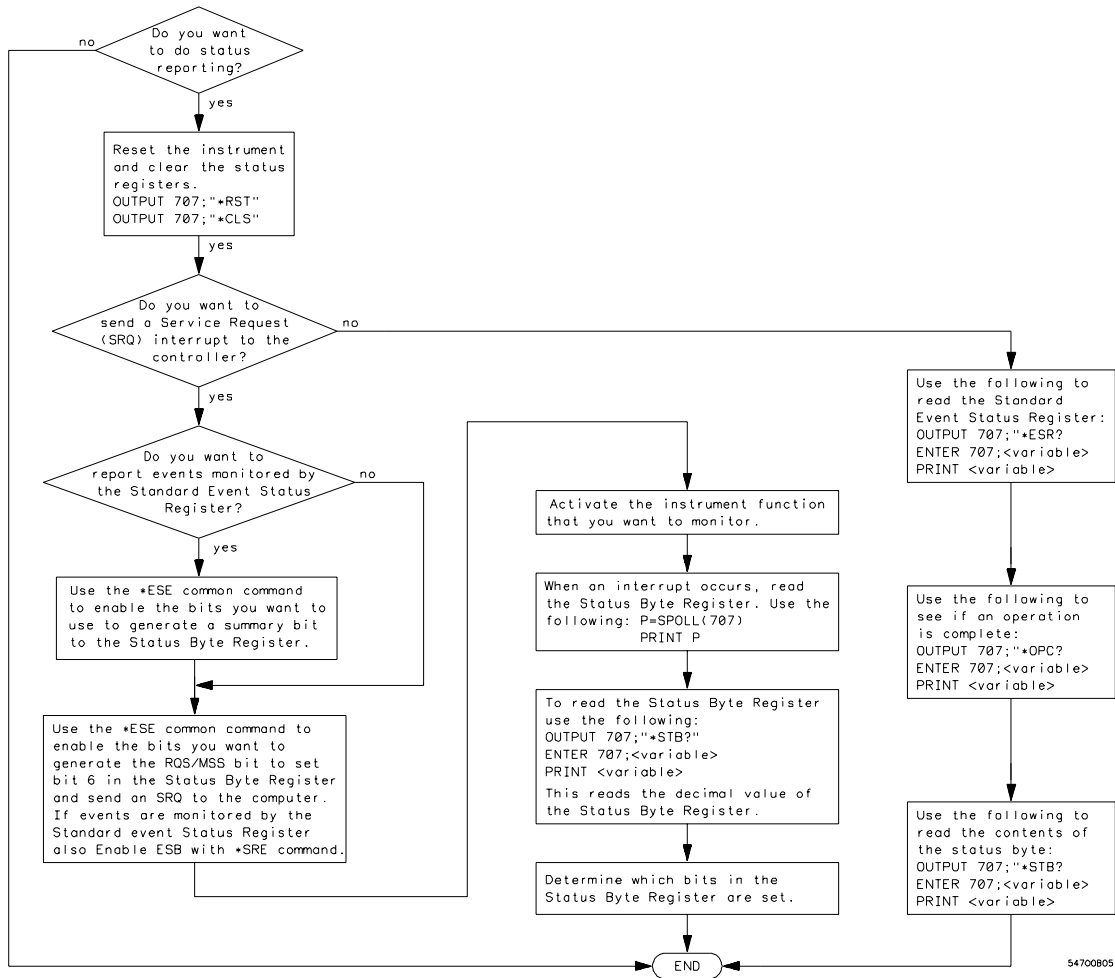 Do you want
to do status
reporting?
no
yes
Reset the instrument
and clear the status
registers.
OUTPUT 707;"*RST"
OUTPUT 707;"*CLS"
yes
Do you want to
send a Service Request
(SRQ) interrupt to the
controller?
no
yes
Do you want to
report events monitored by
the Standard Event Status
Register?
no
yes
Use the *ESE common command
to enable the bits you want to
use to generate a summary bit
to the Status Byte Register.
Use the *ESE common command to
enable the bits you want to
generate the RQS/MSS bit to set
bit 6 in the Status Byte Register
and send an SRQ to the computer.
If events are monitored by the
Standard event Status Register
also Enable ESB with *SRE command.
Activate the instrument function
that you want to monitor.
When an interrupt occurs, read
the Status Byte Register. Use the
following: P=SPOLL(707)
PRINT P
To read the Status Byte Register
use the following:
OUTPUT 707;"*STB?"
ENTER 707;<variable>
PRINT <variable>
This reads the decimal value of
the Status Byte Register.
Determine which bits in the
Status Byte Register are set.
Use the following to
read the Standard
Event Status Register:
OUTPUT 707;"*ESR?
ENTER 707;<variable>
PRINT <variable>
Use the following to
see if an operation
is complete:
OUTPUT 707;"*OPC?
ENTER 707;<variable>
PRINT <variable>
Use the following to
read the contents of
the status byte:
OUTPUT 707;"*STB?
ENTER 707;<variable>
PRINT <variable>
END
54700B05